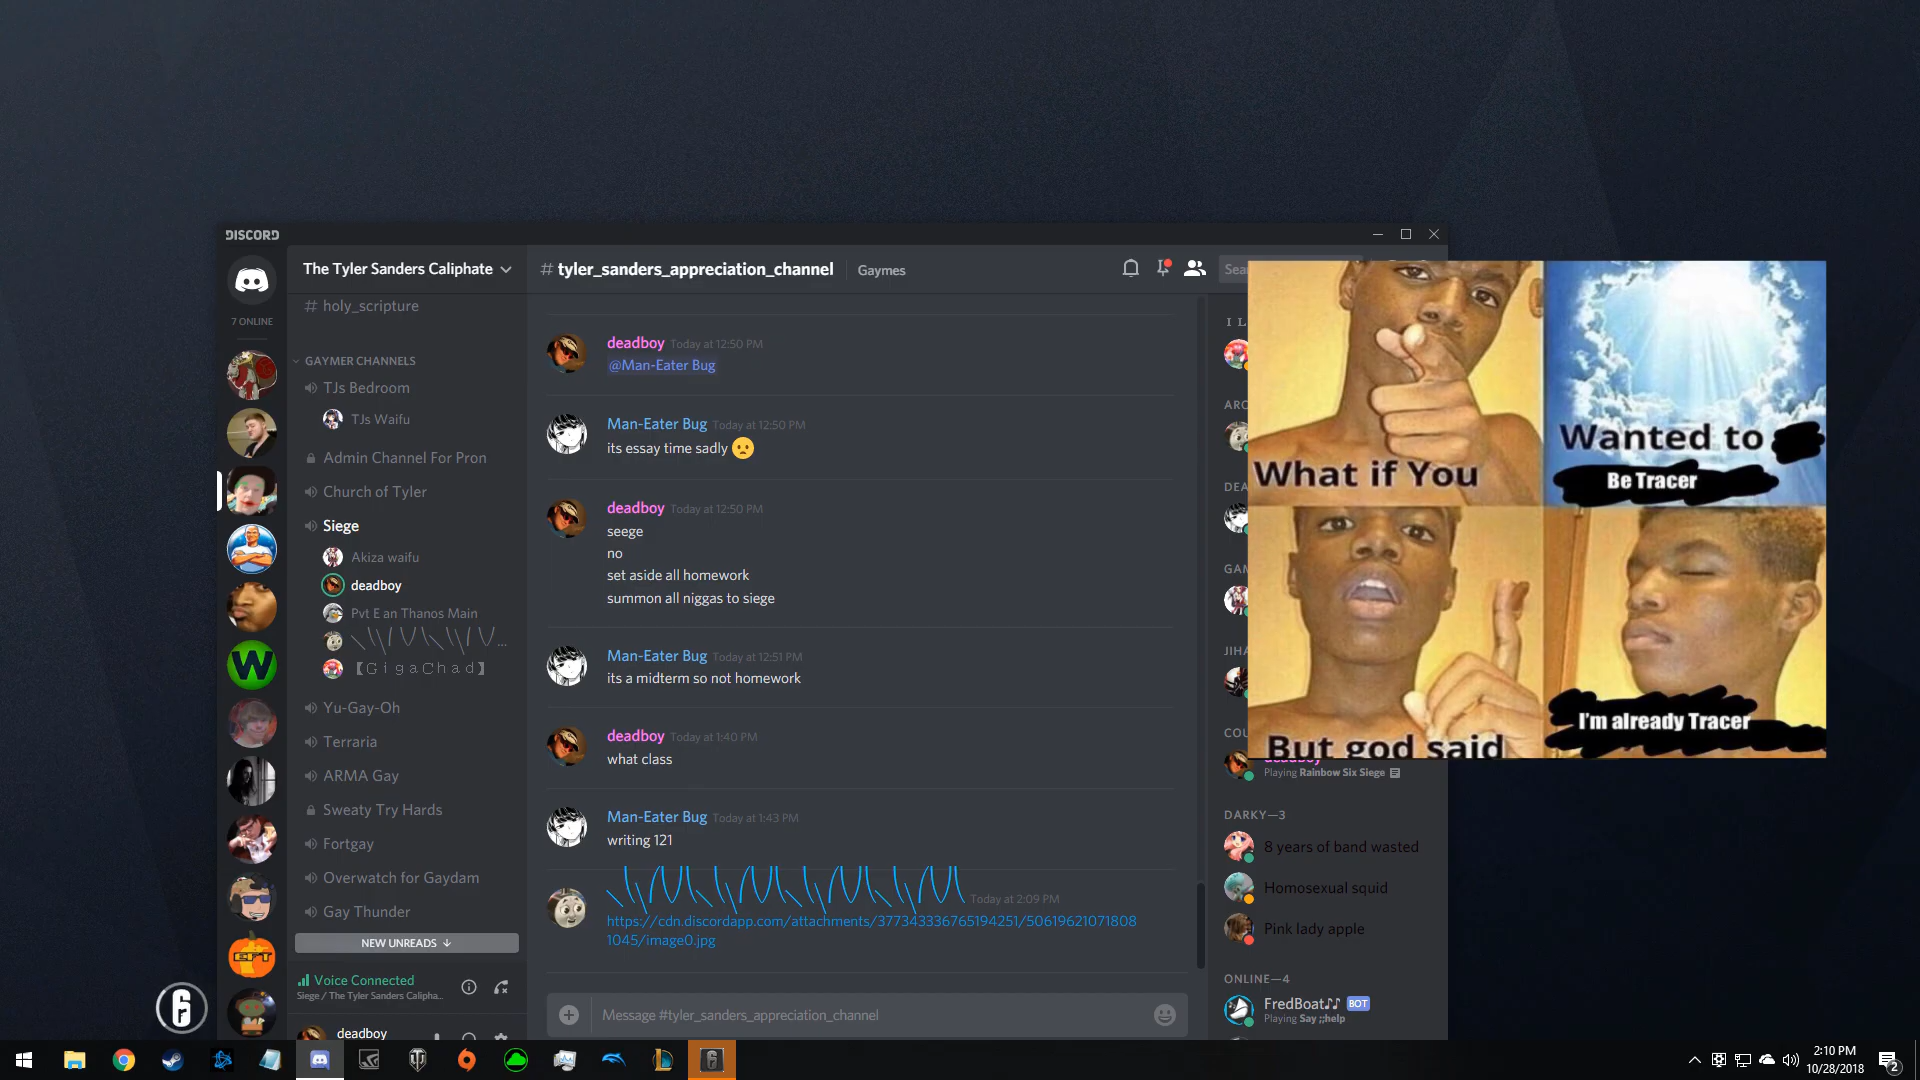 DISCORD
The Tyler Sanders Caliphate
7 ONLINE
# holy_scripture
GAYMER CHANNELS
TJs Bedroom
TJs Waifu
Admin Channel For Pron
Church of Tyler
Siege
Akiza waifu
deadboy
Pvt E an Thanos Main
【GigaChad】
Yu-Gay-Oh
Terraria
ARMA Gay
Sweaty Try Hards
Fortgay
Overwatch for Gaydam
Gay Thunder
NEW UNREADS ↓
Voice Connected
Siege / The Tyler Sanders Calipha...
deadboy
# tyler_sanders_appreciation_channel
Gaymes
Sea
deadboy Today at 12:50 PM
@Man-Eater Bug
Man-Eater Bug Today at 12:50 PM
its essay time sadly
deadboy Today at 12:50 PM
seege
no
set aside all homework
summon all niggas to siege
Man-Eater Bug Today at 12:51 PM
its a midterm so not homework
deadboy Today at 1:40 PM
what class
Man-Eater Bug Today at 1:43 PM
writing 121
Today at 2:09 PM
https://cdn.discordapp.com/attachments/377343336765194251/50619621071808
1045/image0.jpg
Message #tyler_sanders_appreciation_channel
I L
ARC
DEA
GAM
JIHA
COU
deadboy
Playing Rainbow Six Siege
DARKY—3
8 years of band wasted
Homosexual squid
Pink lady apple
ONLINE—4
FredBoat♪♪ BOT
Playing Say ;;help
What if You
Wanted to
Be Tracer
But god said
I'm already Tracer
W
2:10 PM
10/28/2018
2